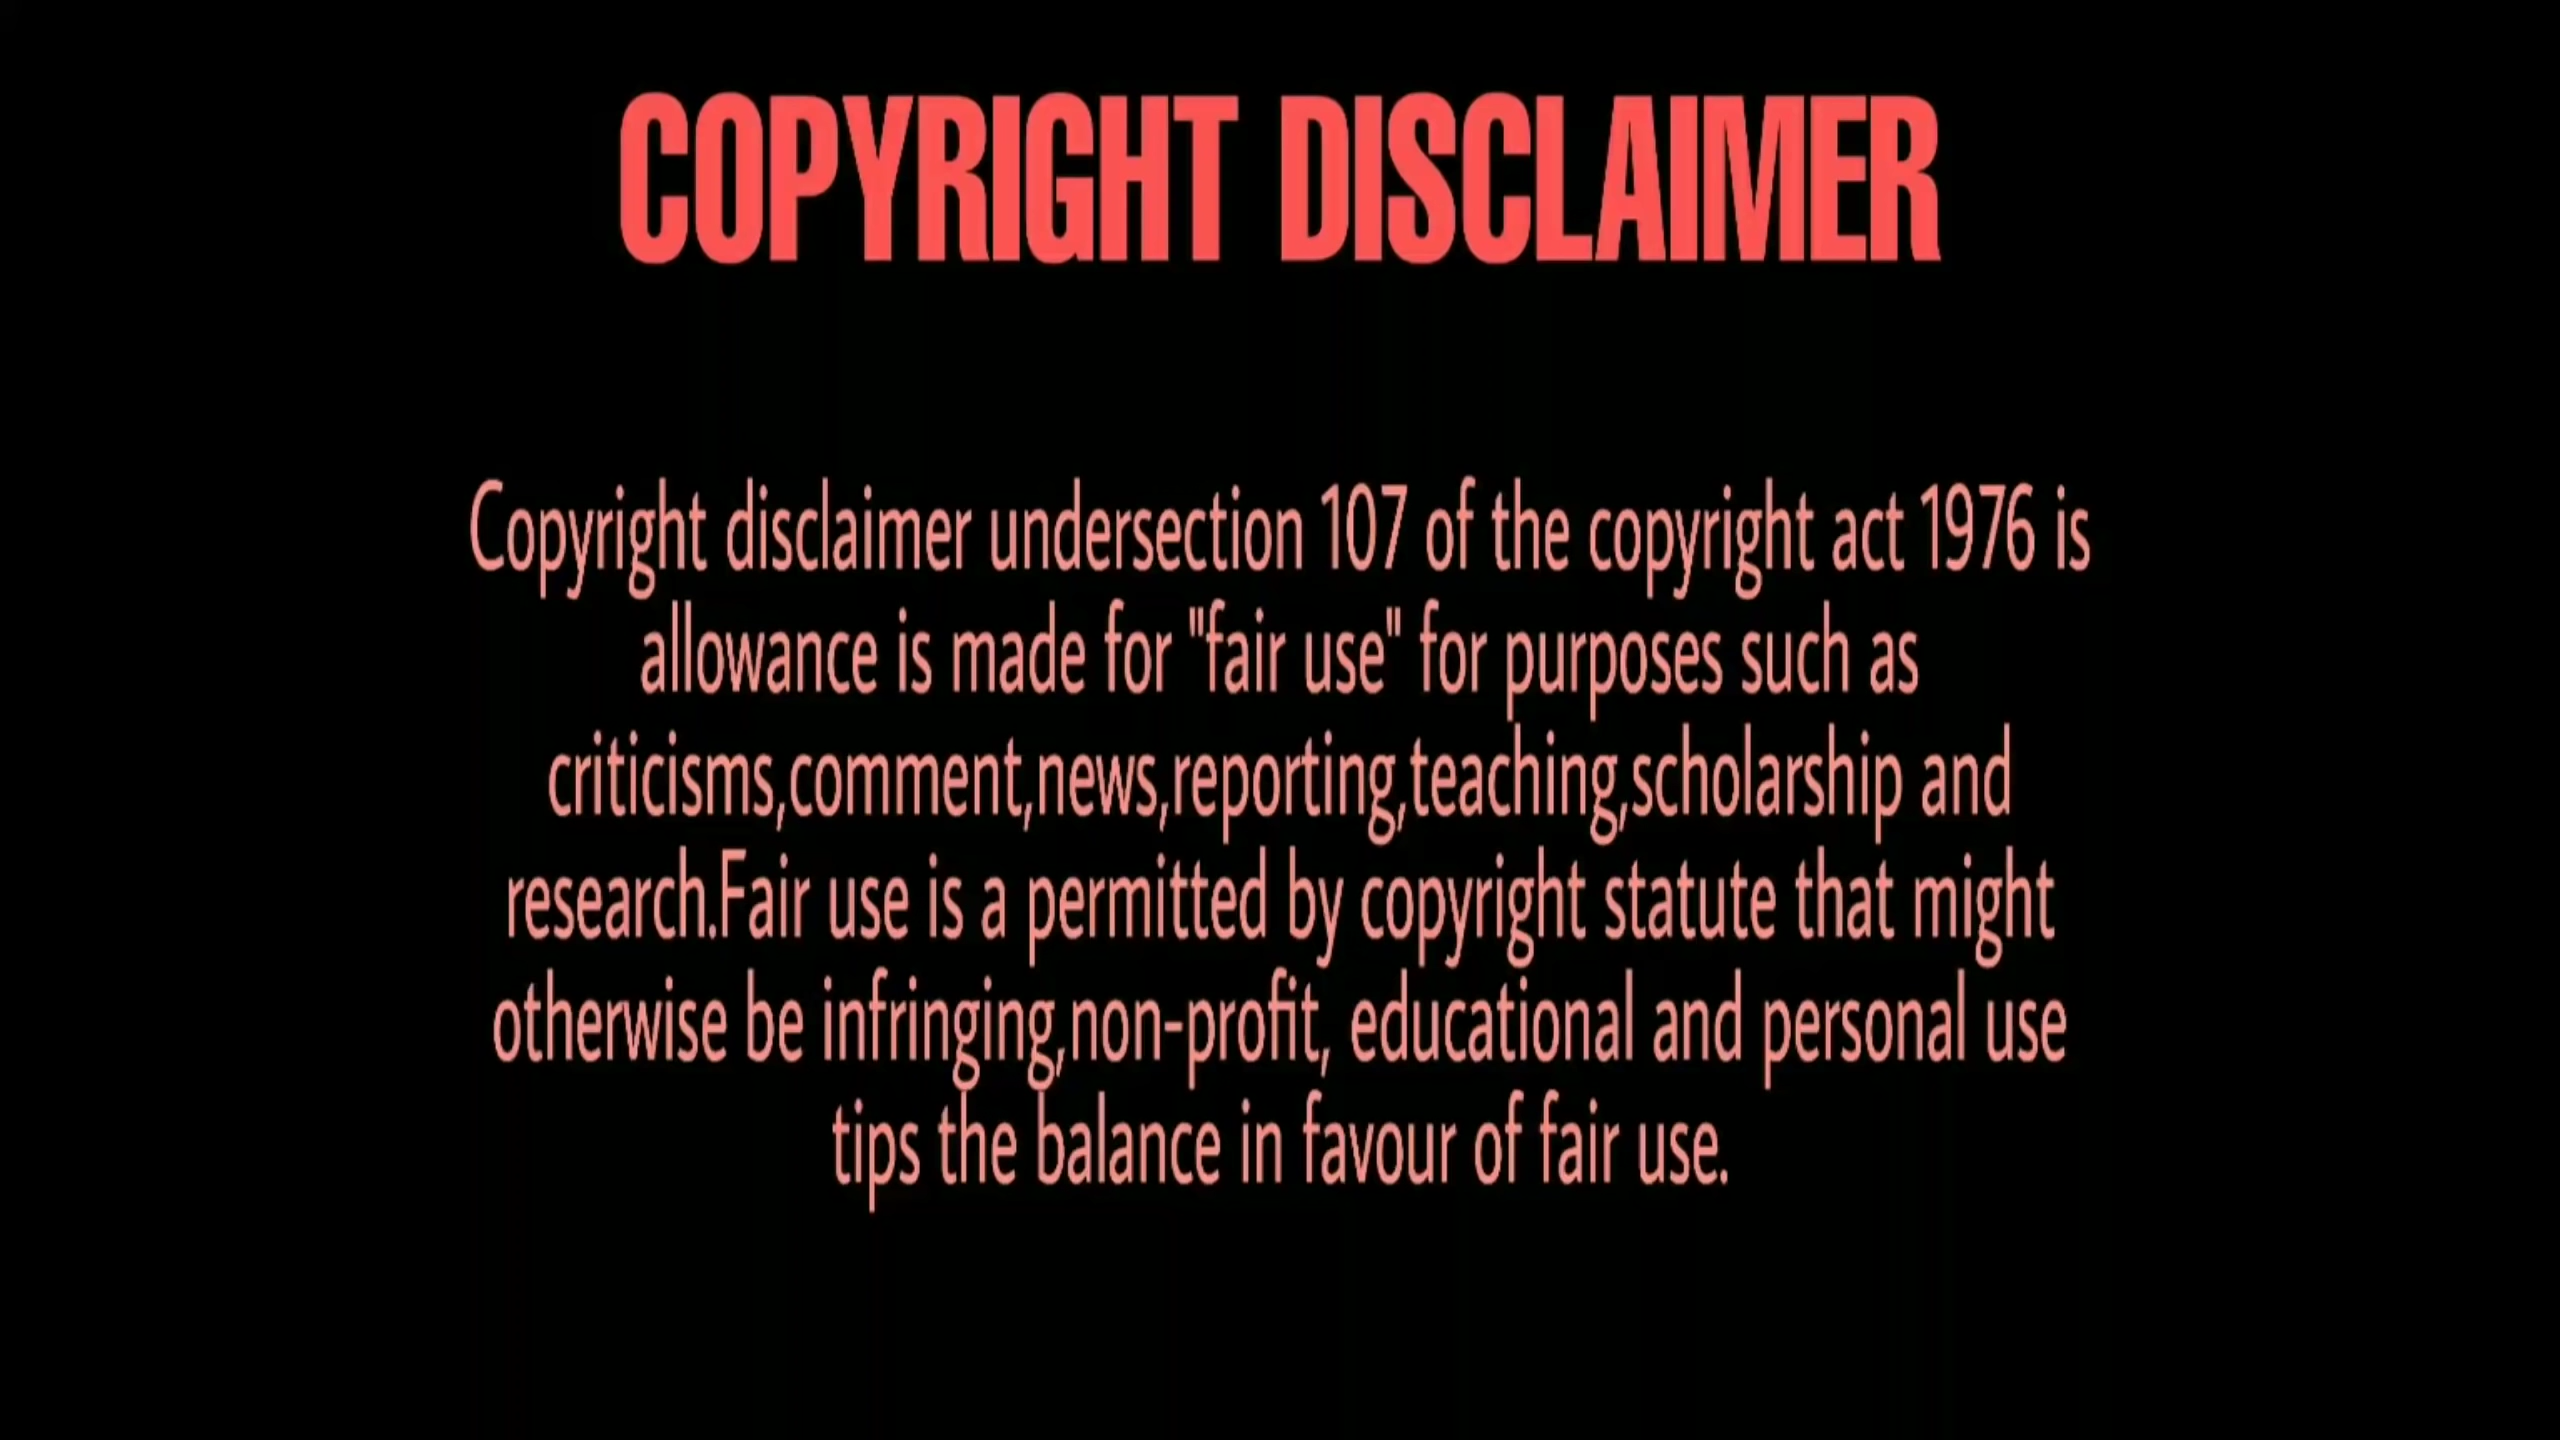 COPYRIGHT DISCLAIMER
Copyright disclaimer undersection 107 of the copyright act 1976 is
allowance is made for "fair use" for purposes such as
criticisms,comment,news,reporting,teaching,scholarship and
research.Fair use is a permitted by copyright statute that might
otherwise be infringing,non-profit, educational and personal use
tips the balance in favour of fair use.